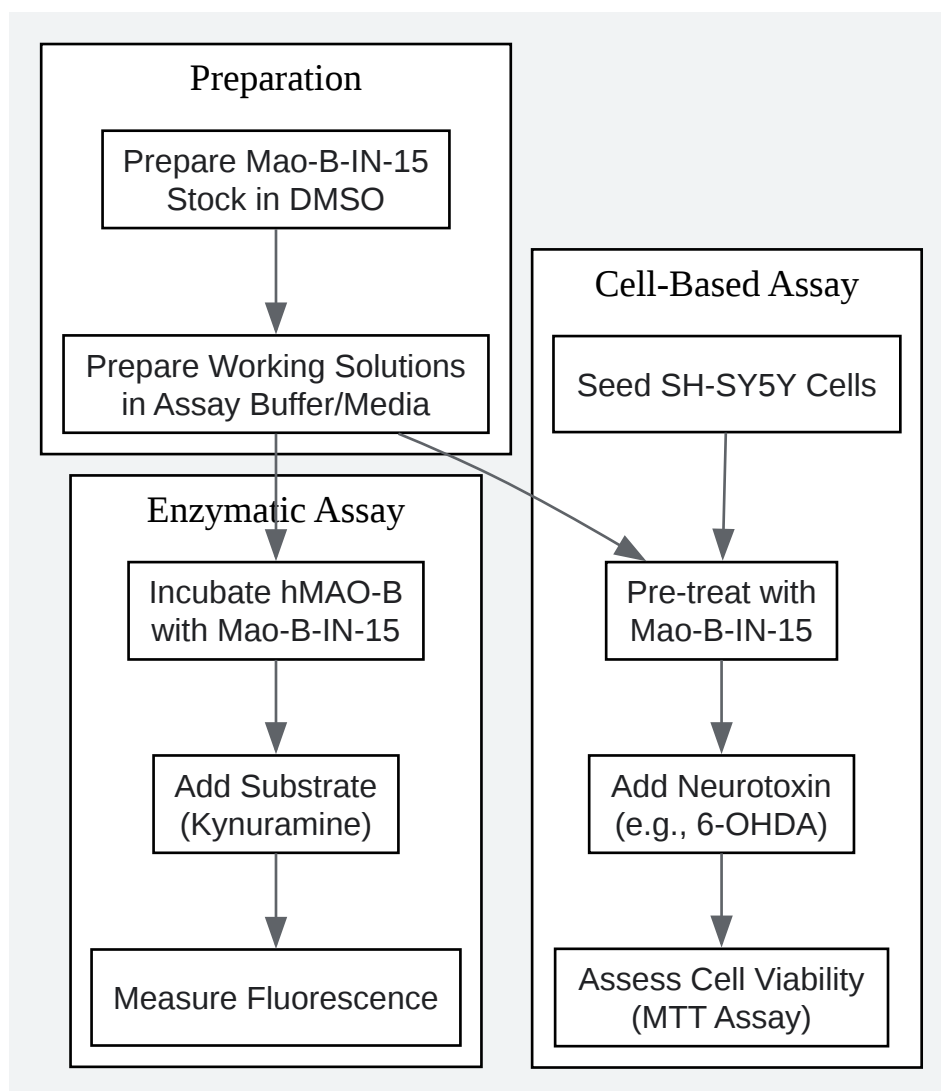 Preparation
Prepare Mao-B-IN-15
Stock in DMSO
Prepare Working Solutions
in Assay Buffer/Media
Enzymatic Assay
Incubate hMAO-B
with Mao-B-IN-15
Add Substrate
(Kynuramine)
Measure Fluorescence
Cell-Based Assay
Seed SH-SY5Y Cells
Pre-treat with
Mao-B-IN-15
Add Neurotoxin
(e.g., 6-OHDA)
Assess Cell Viability
(MTT Assay)